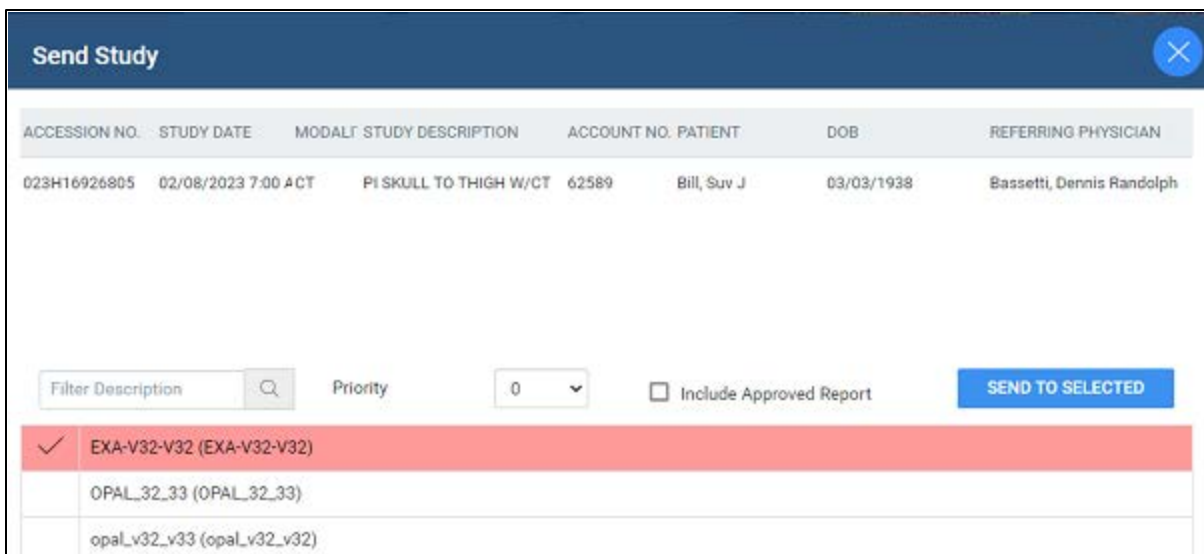 Send Study
ACCESSION NO. STUDY DATE MODALI STUDY DESCRIPTION ACCOUNT NO. PATIENT DOB REFERRING PHYSICIAN
023H16926805 02/08/2023 7:00 A CT PI SKULL TO THIGH W/CT 62589 Bill, Suv J 03/03/1938 Bassetti, Dennis Randolph
Filter Description Priority 0 Include Approved Report SEND TO SELECTED
EXA-V32-V32 (EXA-V32-V32)
OPAL_32_33 (OPAL_32_33)
opal_v32_v33 (opal_v32_v32)